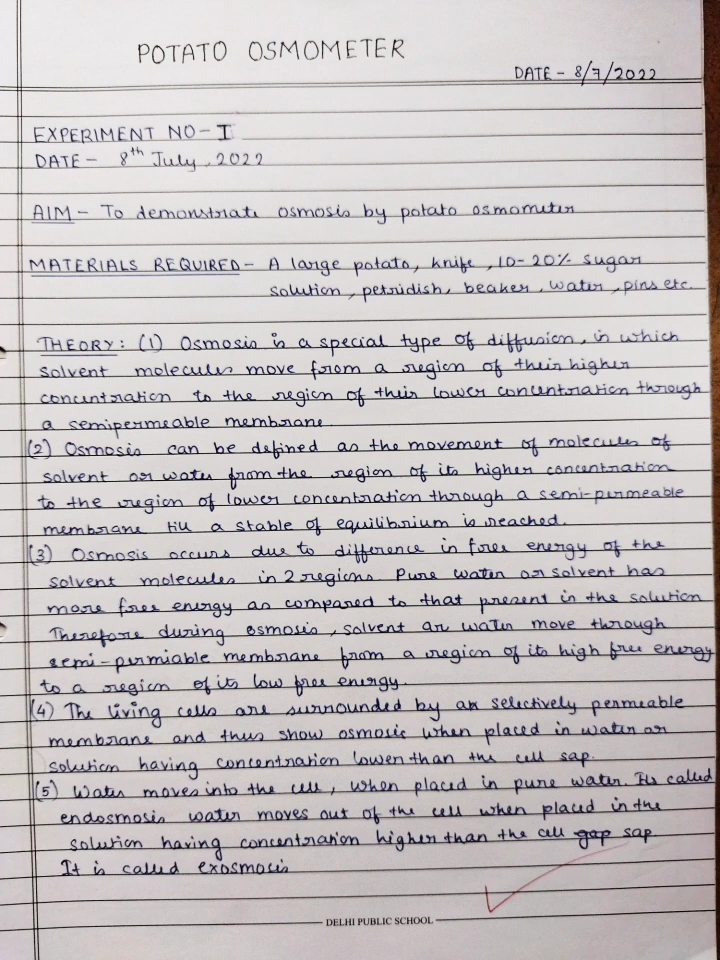 POTATO OSMOMETER
DATE - 8/7/2022
EXPERIMENT NO - I
DATE - 8th July, 2022
AIM - To demonstrate osmosis by potato osmometer
MATERIALS REQUIRED - A large potato, knife, 10-20% sugar
solution, petridish, beaker, water, pins etc.
THEORY: (1) Osmosis is a special type of diffusion, in which
solvent molecules move from a region of their higher
concentration to the region of their lower concentration through
a semipermeable membrane.
(2) Osmosis can be defined as the movement of molecules of
solvent or water from the region of its higher concentration
to the region of lower concentration through a semi-permeable
membrane till a stable of equilibrium is reached.
(3) Osmosis occurs due to difference in free energy of the
solvent molecules in 2 regions. Pure water or solvent has
more free energy as compared to that present in the solution
Therefore during osmosis, solvent or water move through
semi-permiable membrane from a region of its high free energy
to a region of its low free energy.
(4) The living cells are surrounded by an selectively permeable
membrane and thus show osmosis when placed in water or
solution having concentration lower than the cell sap.
(5) Water moves into the cell, when placed in pure water. Its called
endosmosis water moves out of the cell when placed in the
solution having concentration higher than the cell gap sap.
It is called exosmosis
DELHI PUBLIC SCHOOL